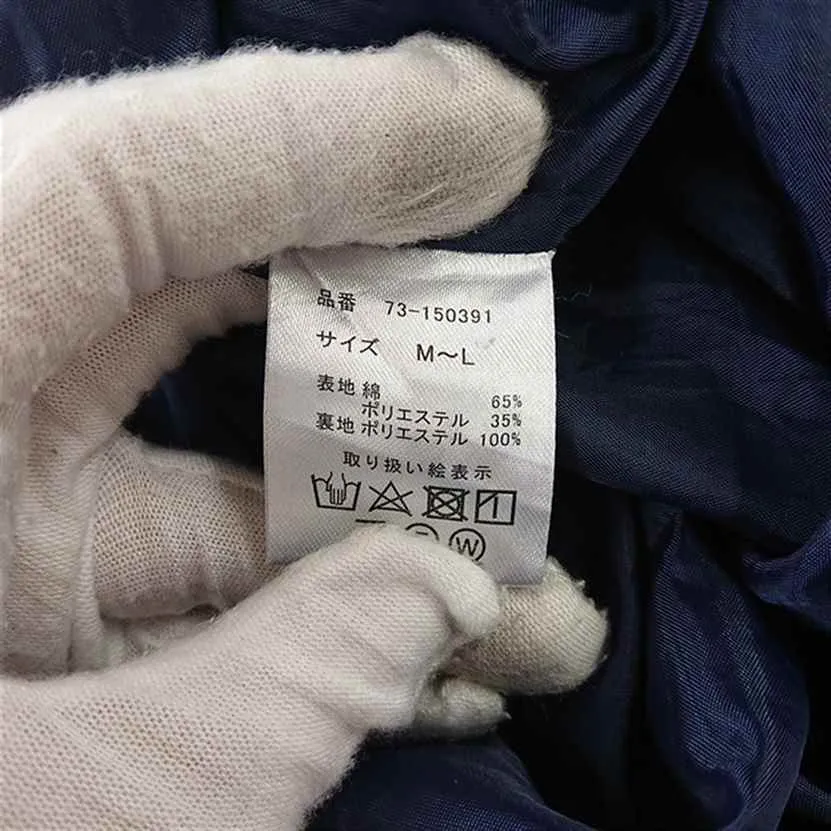 品番 73-150391
サイズ M〜L
表地 綿 65%
ポリエステル 35%
裏地 ポリエステル 100%
取り扱い絵表示
W